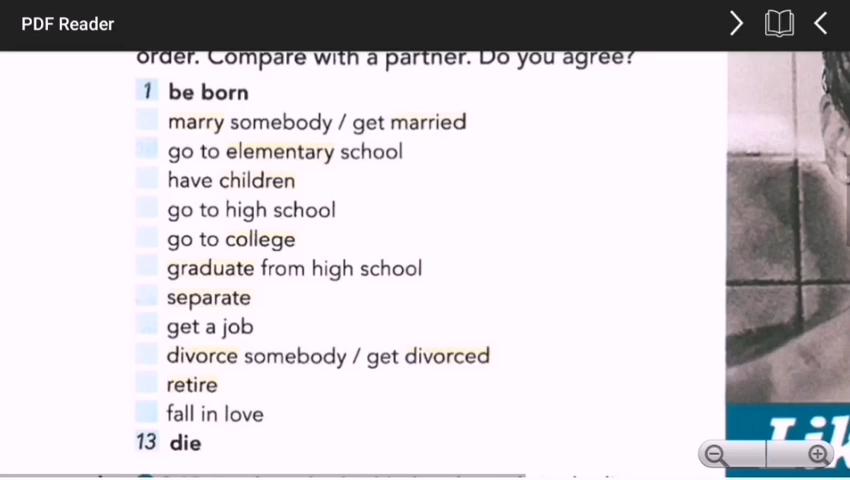 PDF Reader
order. Compare with a partner. Do you agree?
1 be born
marry somebody / get married
go to elementary school
have children
go to high school
go to college
graduate from high school
separate
get a job
divorce somebody / get divorced
retire
fall in love
13 die
Lik